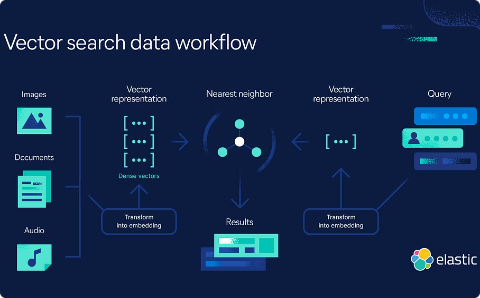 Vector search data workflow
Images
Documents
Audio
Vector
representation
Dense vectors
Transform
into embedding
Nearest neighbor
Results
Vector
representation
Transform
into embedding
Query
elastic